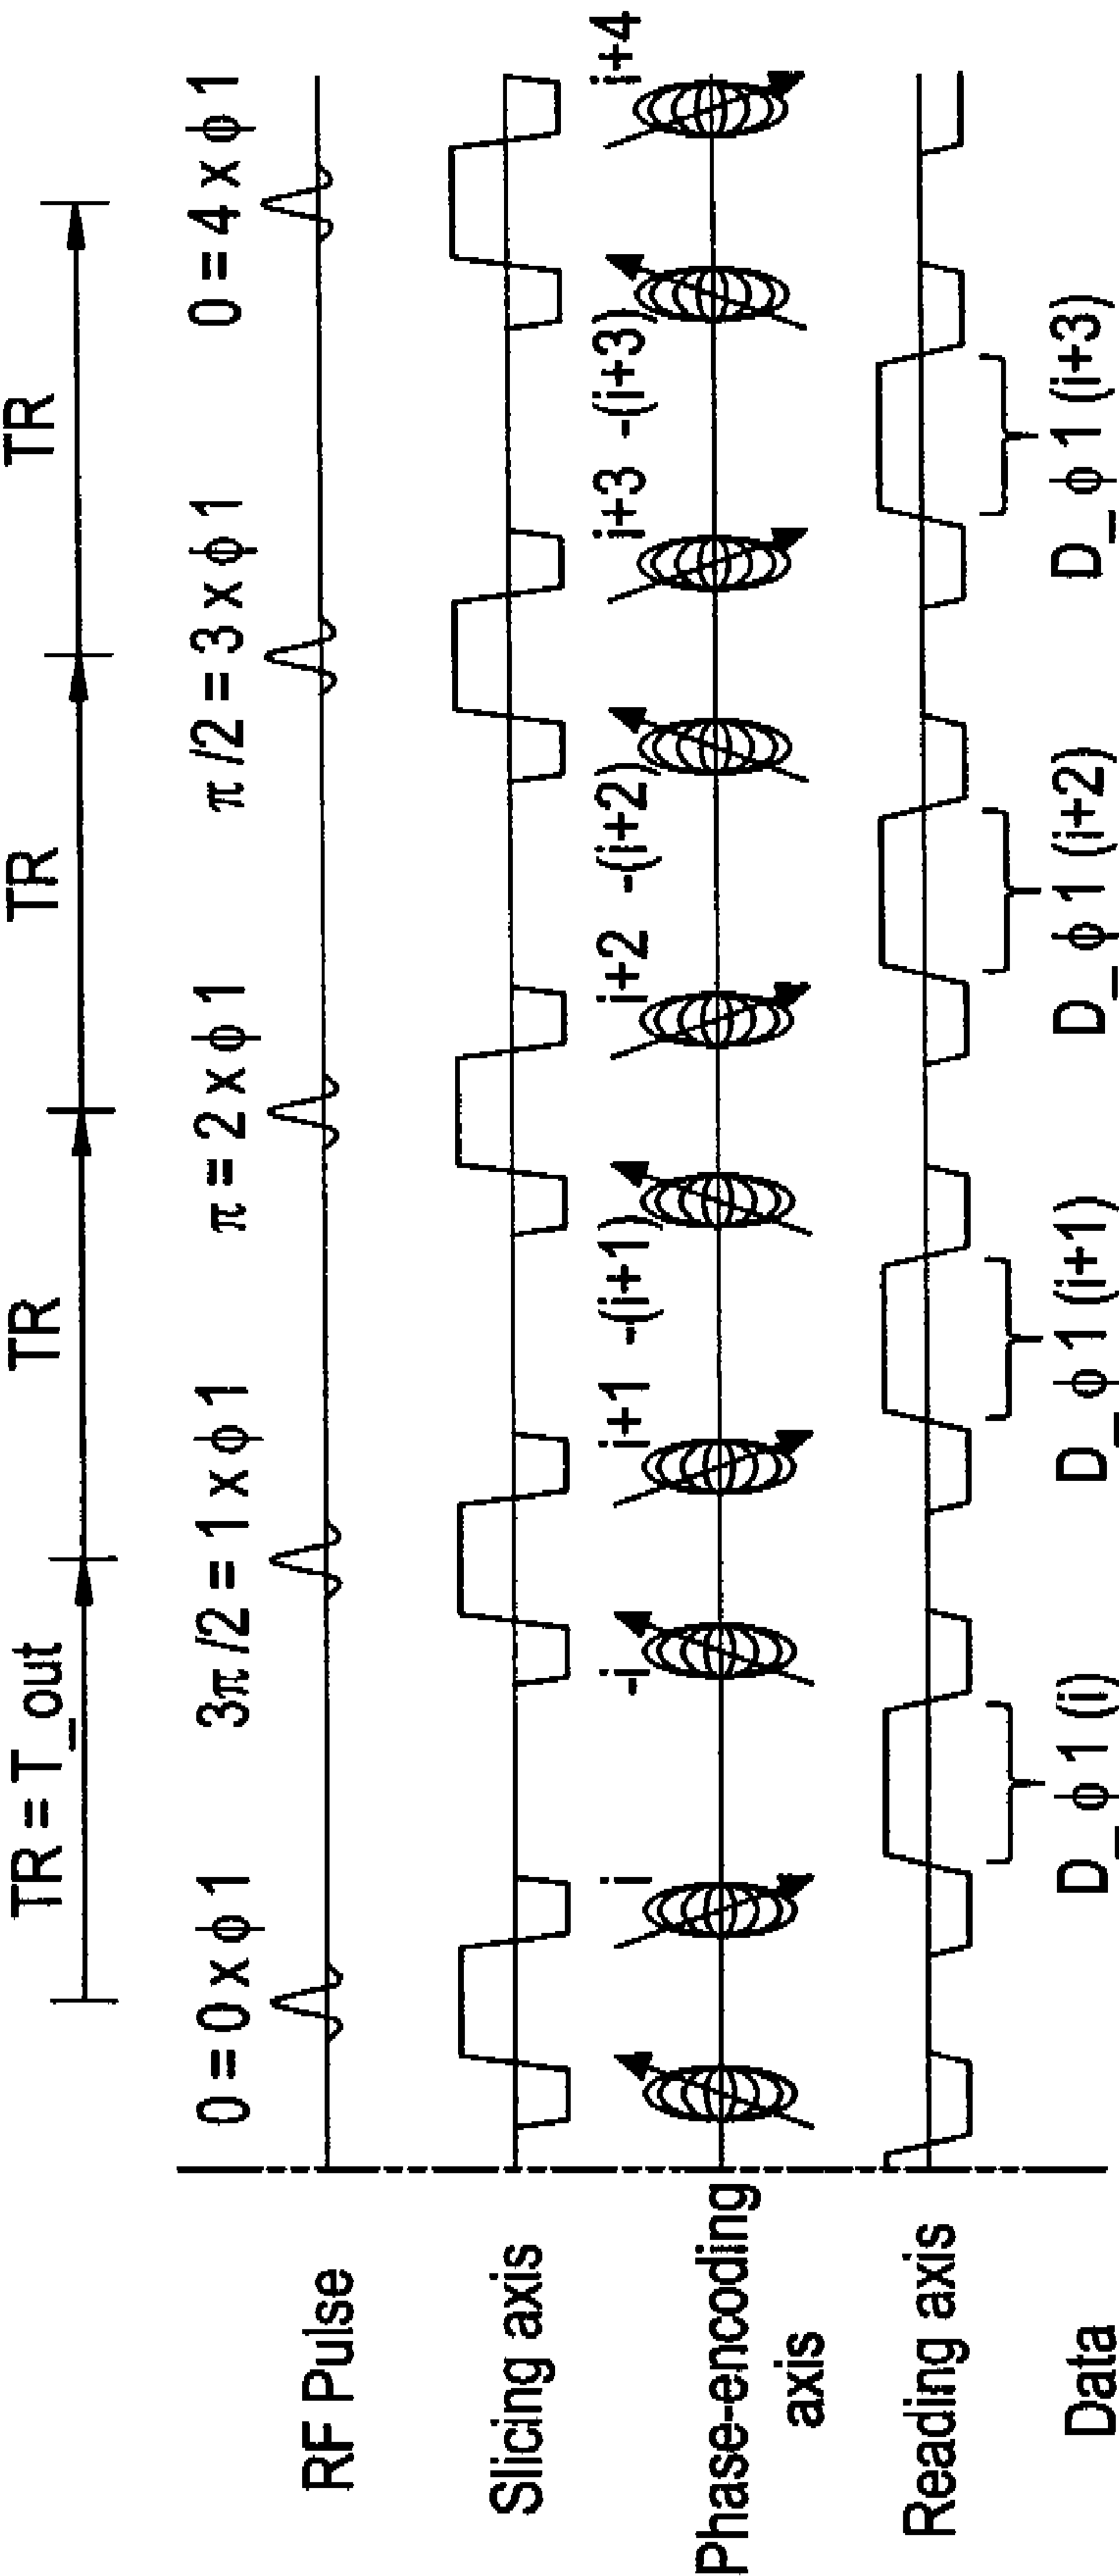 TR = T_out TR TR TR
0 = 0 x ϕ 1 3π /2 = 1 x ϕ 1 π = 2 x ϕ 1 π /2 = 3 x ϕ 1 0 = 4 x ϕ 1
RF Pulse
Slicing axis
i -i i+1 -(i+1) i+2 -(i+2) i+3 -(i+3) i+4
Phase-encoding
axis
Reading axis
Data D_ϕ 1 (i) D_ϕ 1 (i+1) D_ϕ 1 (i+2) D_ϕ 1 (i+3)